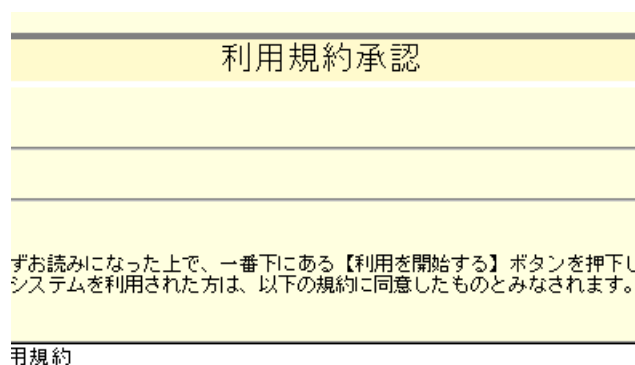 利用規約承認
ずお読みになった上で、一番下にある【利用を開始する】ボタンを押下し
システムを利用された方は、以下の規約に同意したものとみなされます。
用規約